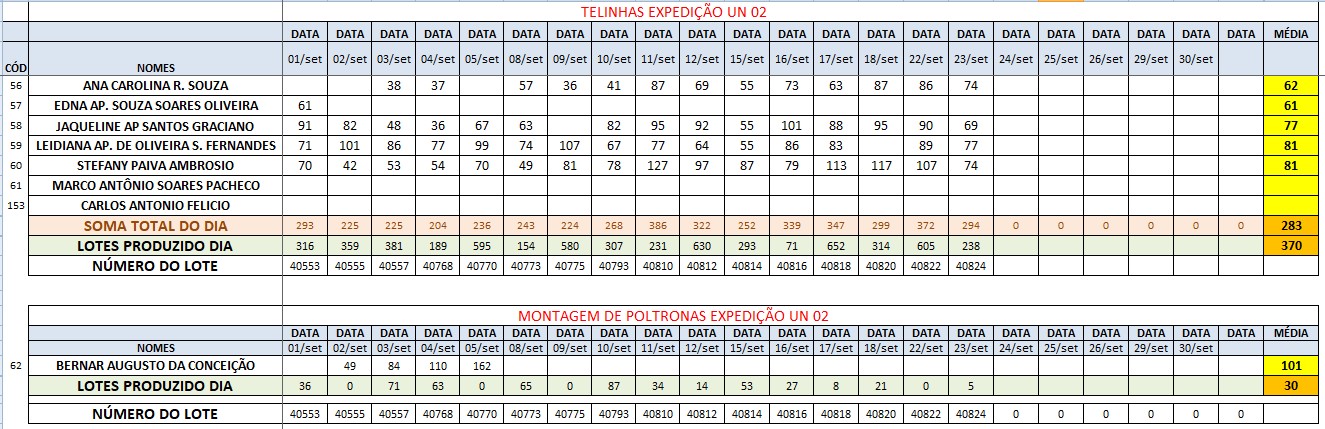 TELINHAS EXPEDIÇÃO UN 02
DATA DATA DATA DATA DATA DATA DATA DATA DATA DATA DATA DATA DATA DATA DATA DATA DATA DATA DATA DATA DATA DATA MÉDIA
CÓD NOMES 01/set 02/set 03/set 04/set 05/set 08/set 09/set 10/set 11/set 12/set 15/set 16/set 17/set 18/set 22/set 23/set 24/set 25/set 26/set 29/set 30/set
56 ANA CAROLINA R. SOUZA 38 37 57 36 41 87 69 55 73 63 87 86 74 62
57 EDNA AP. SOUZA SOARES OLIVEIRA 61 61
58 JAQUELINE AP SANTOS GRACIANO 91 82 48 36 67 63 82 95 92 55 101 88 95 90 69 77
59 LEIDIANA AP. DE OLIVEIRA S. FERNANDES 71 101 86 77 99 74 107 67 77 64 55 86 83 89 77 81
60 STEFANY PAIVA AMBROSIO 70 42 53 54 70 49 81 78 127 97 87 79 113 117 107 74 81
61 MARCO ANTÔNIO SOARES PACHECO
153 CARLOS ANTONIO FELICIO
SOMA TOTAL DO DIA 293 225 225 204 236 243 224 268 386 322 252 339 347 299 372 294 0 0 0 0 0 0 283
LOTES PRODUZIDO DIA 316 359 381 189 595 154 580 307 231 630 293 71 652 314 605 238 370
NÚMERO DO LOTE 40553 40555 40557 40768 40770 40773 40775 40793 40810 40812 40814 40816 40818 40820 40822 40824
MONTAGEM DE POLTRONAS EXPEDIÇÃO UN 02
DATA DATA DATA DATA DATA DATA DATA DATA DATA DATA DATA DATA DATA DATA DATA DATA DATA DATA DATA DATA DATA DATA MÉDIA
NOMES 01/set 02/set 03/set 04/set 05/set 08/set 09/set 10/set 11/set 12/set 15/set 16/set 17/set 18/set 22/set 23/set 24/set 25/set 26/set 29/set 30/set
62 BERNAR AUGUSTO DA CONCEIÇÃO 49 84 110 162 101
LOTES PRODUZIDO DIA 36 0 71 63 0 65 0 87 34 14 53 27 8 21 0 5 30
NÚMERO DO LOTE 40553 40555 40557 40768 40770 40773 40775 40793 40810 40812 40814 40816 40818 40820 40822 40824 0 0 0 0 0 0